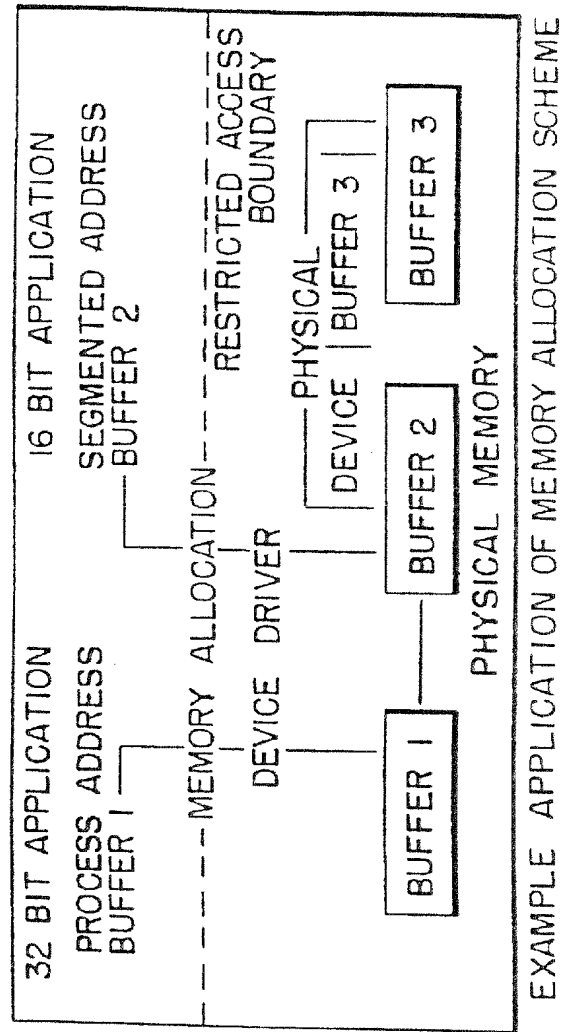 32 BIT APPLICATION
16 BIT APPLICATION
PROCESS ADDRESS
BUFFER 1
SEGMENTED ADDRESS
BUFFER 2
MEMORY ALLOCATION
DEVICE DRIVER
RESTRICTED ACCESS
BOUNDARY
PHYSICAL
DEVICE BUFFER 3
BUFFER 1
BUFFER 2
BUFFER 3
PHYSICAL MEMORY
EXAMPLE APPLICATION OF MEMORY ALLOCATION SCHEME